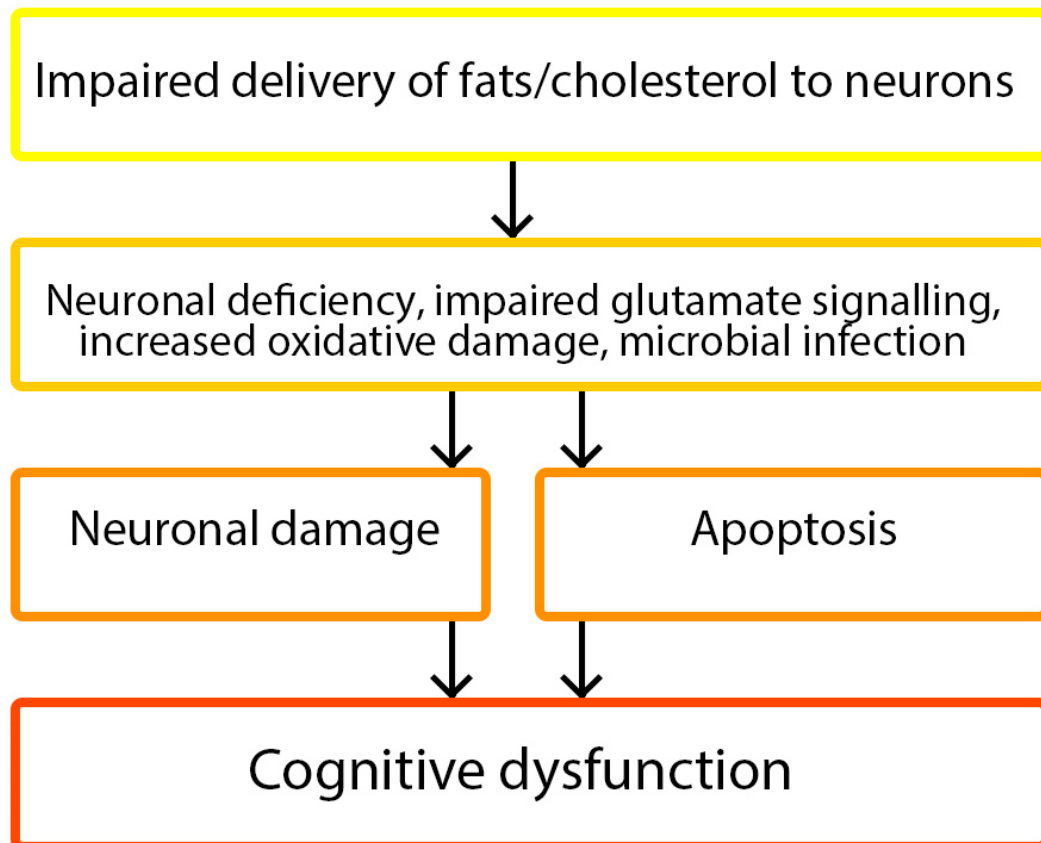 Impaired delivery of fats/cholesterol to neurons
Neuronal deficiency, impaired glutamate signalling,
increased oxidative damage, microbial infection
Neuronal damage
Apoptosis
Cognitive dysfunction